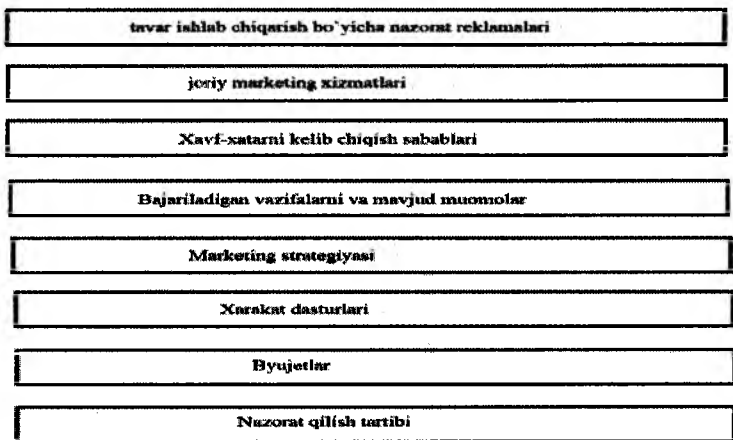 tavar ishlab chiqarish bo`yicha nazorat reklamalari
joriy marketing xizmatlari
Xavf-xatarni kelib chiqish sabablari
Bajariladigan vazifalarni va mavjud muomolar
Marketing strategiyasi
Xarakat dasturlari
Byujetlar
Nazorat qilish tartibi